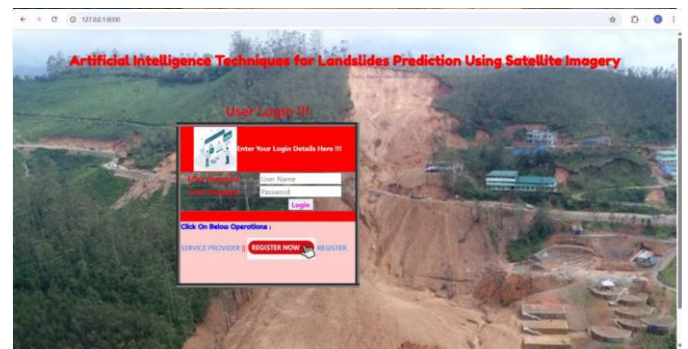 127.0.0.1:8000
Artificial Intelligence Techniques for Landslides Prediction Using Satellite Imagery
User Login !!!
Enter Your Login Details Here !!!
User Name
Password
Login
Click On Below Operations :
SERVICE PROVIDER || REGISTER NOW REGISTER